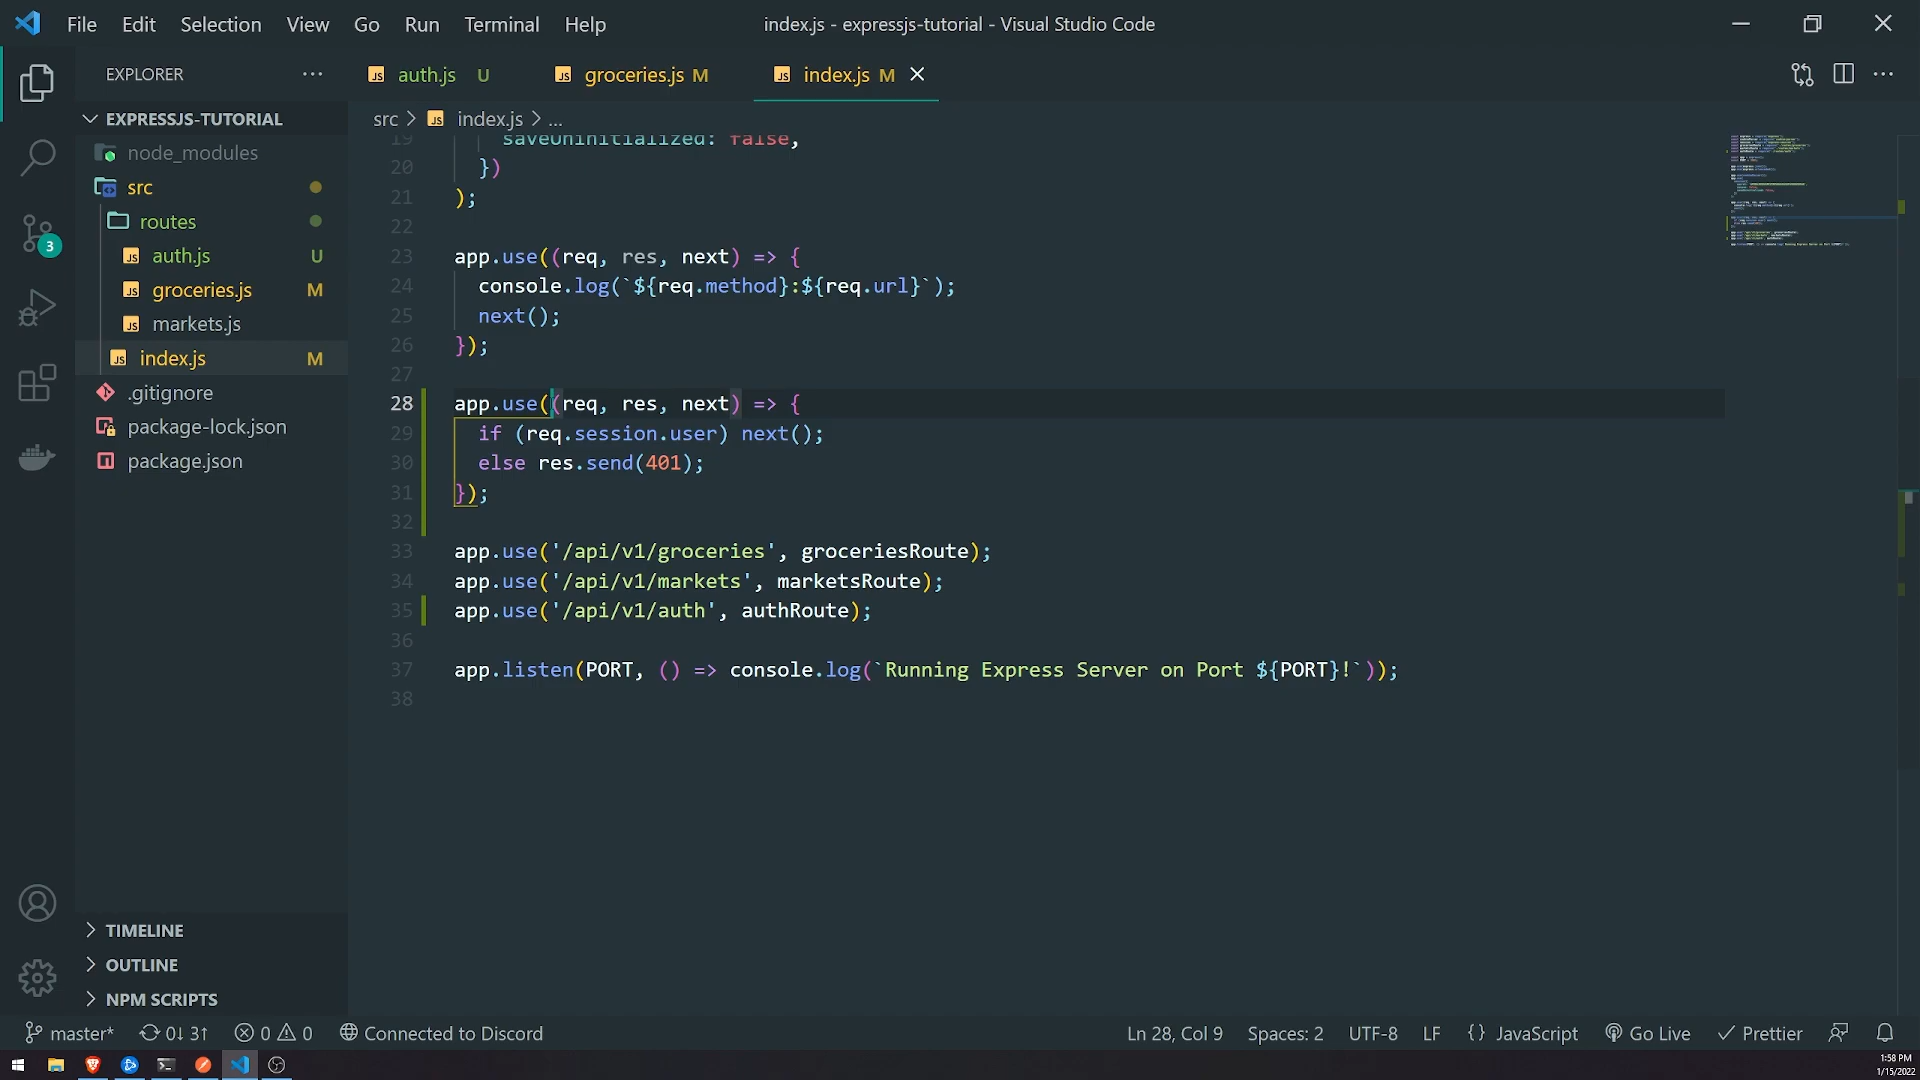 File Edit Selection View Go Run Terminal Help
index.js - expressjs-tutorial - Visual Studio Code
EXPLORER
auth.js U
groceries.js M
index.js M
EXPRESSJS-TUTORIAL
node_modules
src
routes
auth.js U
groceries.js M
markets.js
index.js M
.gitignore
package-lock.json
package.json
3
TIMELINE
OUTLINE
NPM SCRIPTS
src > index.js > ...
19 saveUninitialized: false,
20 })
21 );
22
23 app.use((req, res, next) => {
24 console.log(`${req.method}:${req.url}`);
25 next();
26 });
27
28 app.use((req, res, next) => {
29 if (req.session.user) next();
30 else res.send(401);
31 });
32
33 app.use('/api/v1/groceries', groceriesRoute);
34 app.use('/api/v1/markets', marketsRoute);
35 app.use('/api/v1/auth', authRoute);
36
37 app.listen(PORT, () => console.log(`Running Express Server on Port ${PORT}!`));
38
master* 0↓ 3↑ 0 0 Connected to Discord
Ln 28, Col 9 Spaces: 2 UTF-8 LF {} JavaScript Go Live Prettier
1:58 PM
1/15/2022